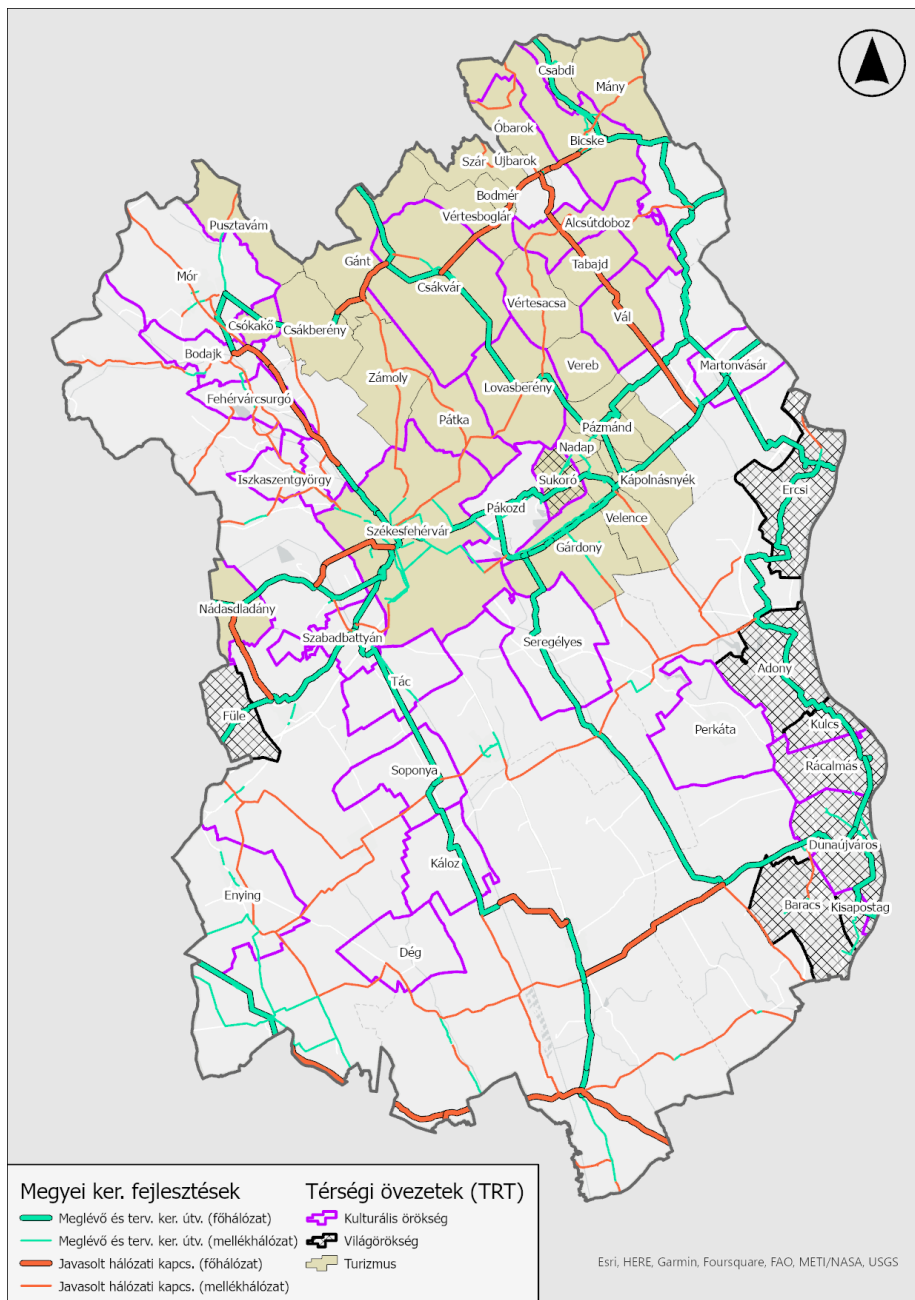 Csabdi
Mány
Óbarok
Bicske
Szár
Újbarok
Bodmér
Vértesboglár
Alcsútdoboz
Pusztavám
Gánt
Tabajd
Mór
Csákvár
Vértesacsa
Vál
Csókakő
Csákberény
Bodajk
Vereb
Martonvásár
Zámoly
Lovasberény
Fehérvárcsurgó
Pátka
Pázmánd
Nadap
Iszkaszentgyörgy
Sukoró
Kápolnásnyék
Ercsi
Pákozd
Velence
Székesfehérvár
Gárdony
Nádasdladány
Szabadbattyán
Seregélyes
Adony
Tác
Füle
Kulcs
Perkáta
Rácalmás
Soponya
Dunaújváros
Káloz
Enying
Baracs
Kisapostag
Dég
Megyei ker. fejlesztések
Meglévő és terv. ker. útv. (főhálózat)
Meglévő és terv. ker. útv. (mellékhálózat)
Javasolt hálózati kapcs. (főhálózat)
Javasolt hálózati kapcs. (mellékhálózat)
Térségi övezetek (TRT)
Kulturális örökség
Világörökség
Turizmus
Esri, HERE, Garmin, Foursquare, FAO, METI/NASA, USGS